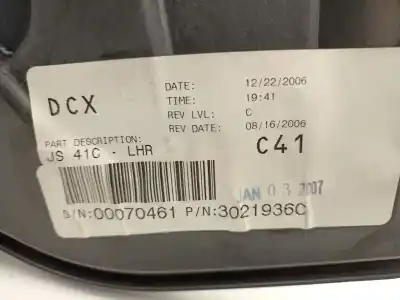 DCX
DATE: 12/22/2006
TIME: 19:41
REV LVL: C
REV DATE: 08/16/2006
PART DESCRIPTION:
JS 41C - LHR
C41
JAN 03 2007
S/N:00070461 P/N:3021936C